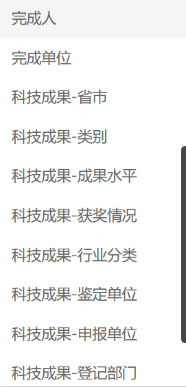 完成人
完成单位
科技成果-省市
科技成果-类别
科技成果-成果水平
科技成果-获奖情况
科技成果-行业分类
科技成果-鉴定单位
科技成果-申报单位
科技成果-登记部门